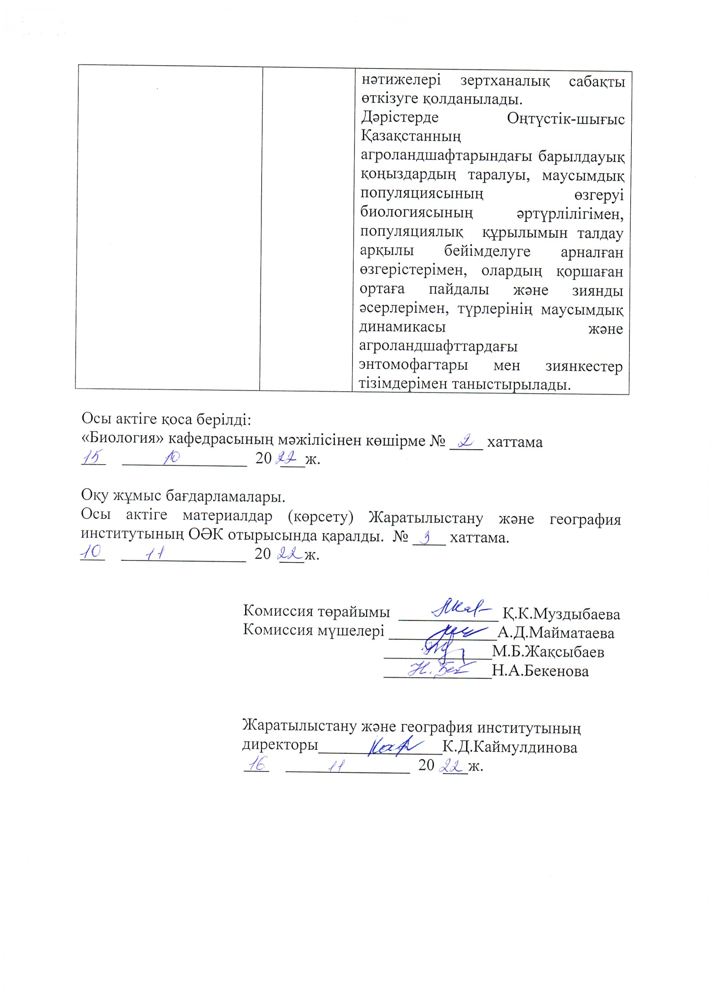 нәтижелері зертханалық сабақты
өткізуге қолданылады.
Дәрістерде Оңтүстік-шығыс
Қазақстанның
агроландшафтарындағы барылдауық
қоңыздардың таралуы, маусымдық
популяциясының өзгеруі
биологиясының әртүрлілігімен,
популяциялық құрылымын талдау
арқылы бейімделуге арналған
өзгерістерімен, олардың қоршаған
ортаға пайдалы және зиянды
әсерлерімен, түрлерінің маусымдық
динамикасы және
агроландшафттардағы
энтомофагтары мен зиянкестер
тізімдерімен таныстырылады.
Осы актіге қоса берілді:
«Биология» кафедрасының мәжілісінен көшірме № 2 хаттама
15 10 20 22 ж.
Оқу жұмыс бағдарламалары.
Осы актіге материалдар (көрсету) Жаратылыстану және география
институтының ОӘК отырысында қаралды. № 3 хаттама.
10 11 20 22 ж.
Комиссия төрайымы Қ.К.Муздыбаева
Комиссия мүшелері А.Д.Майматаева
М.Б.Жақсыбаев
Н. Бек Н.А.Бекенова
Жаратылыстану және география институтының
директоры К.Д.Каймулдинова
16 11 20 22 ж.